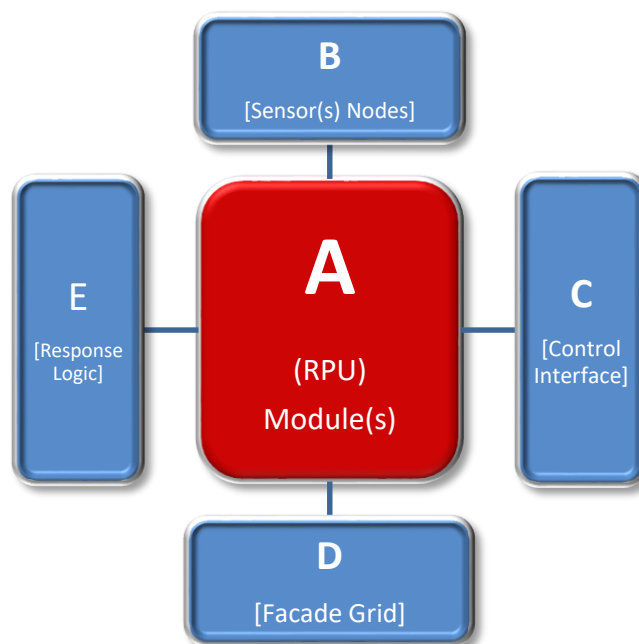 B
[Sensor(s) Nodes]
E
[Response
Logic]
A
(RPU)
Module(s)
C
[Control
Interface]
D
[Facade Grid]